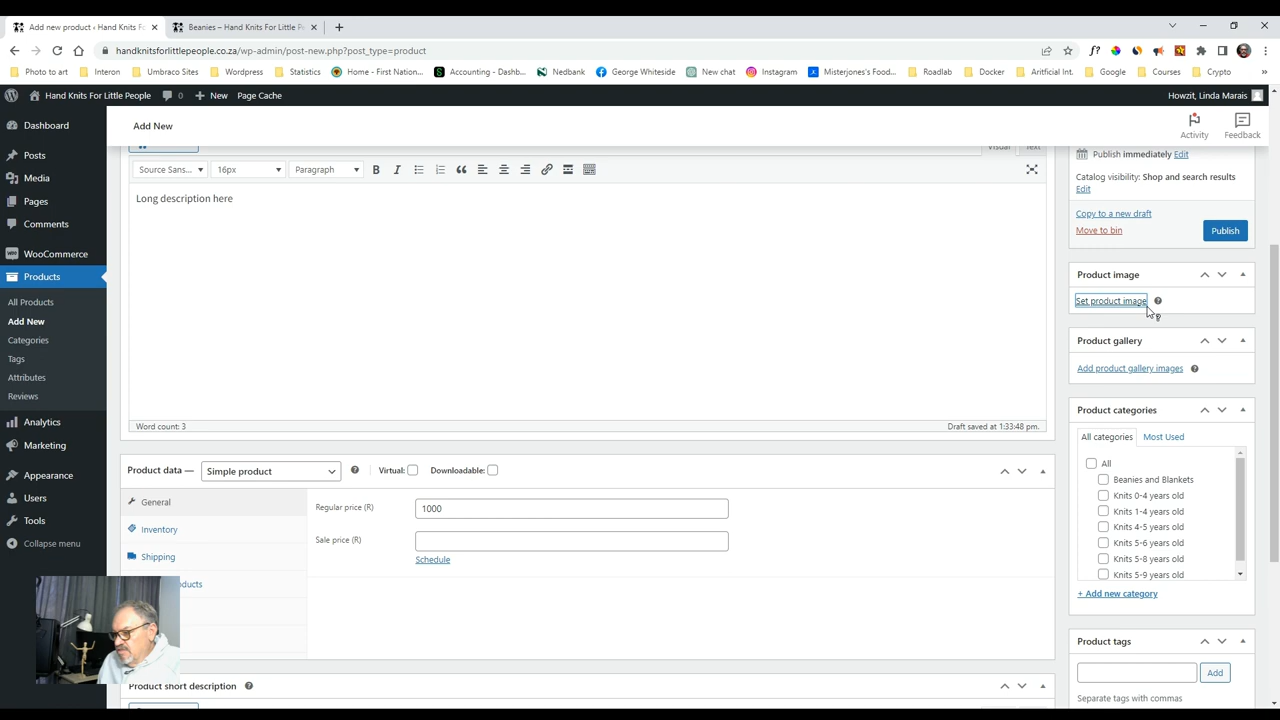 Add new product ‹ Hand Knits F
Beanies – Hand Knits For Little P
handknitsforlittlepeople.co.za/wp-admin/post-new.php?post_type=product
Photo to art
Interon
Umbraco Sites
Wordpress
Statistics
Home - First Nation...
Accounting - Dashb...
Nedbank
George Whiteside
New chat
Instagram
Misterjones's Food...
Roadlab
Docker
Aritficial Int.
Google
Courses
Crypto
Hand Knits For Little People
0
New
Page Cache
Howzit, Linda Marais
Dashboard
Posts
Media
Pages
Comments
WooCommerce
Products
All Products
Add New
Categories
Tags
Attributes
Reviews
Analytics
Marketing
Appearance
Users
Tools
Collapse menu
Add New
Activity
Feedback
Visual
Text
Source Sans...
16px
Paragraph
Long description here
Word count: 3
Draft saved at 1:33:48 pm.
Product data —
Simple product
Virtual:
Downloadable:
General
Inventory
Shipping
Regular price (R)
1000
Sale price (R)
Schedule
Product short description
Publish immediately Edit
Catalog visibility: Shop and search results
Edit
Copy to a new draft
Move to bin
Publish
Product image
Set product image
Product gallery
Add product gallery images
Product categories
All categories
Most Used
All
Beanies and Blankets
Knits 0-4 years old
Knits 1-4 years old
Knits 4-5 years old
Knits 5-6 years old
Knits 5-8 years old
Knits 5-9 years old
+ Add new category
Product tags
Add
Separate tags with commas